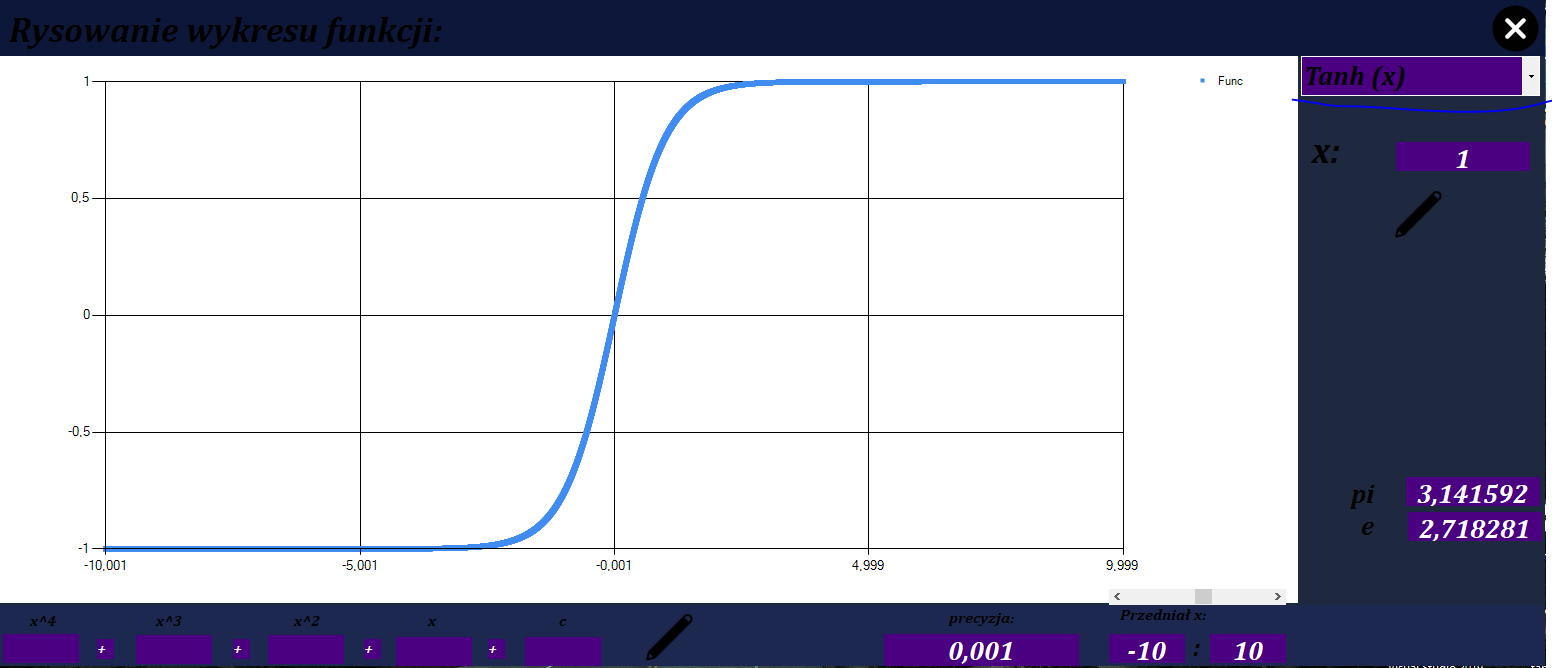 Rysowanie wykresu funkcji:
Tanh (x)
Func
x: 1
1
0,5
0
-0,5
-1
-10,001 -5,001 -0,001 4,999 9,999
pi 3,141592
e 2,718281
x^4 x^3 x^2 x c precyzja: Przedniał x:
+ + + + 0,001 -10 : 10